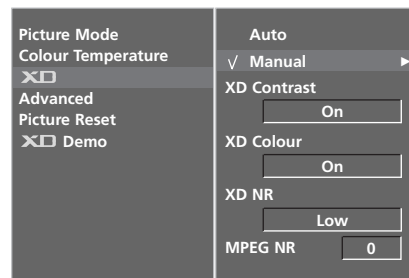 Picture Mode
Colour Temperature
XD
Advanced
Picture Reset
XD Demo
Auto
√ Manual
XD Contrast
On
XD Colour
On
XD NR
Low
MPEG NR 0